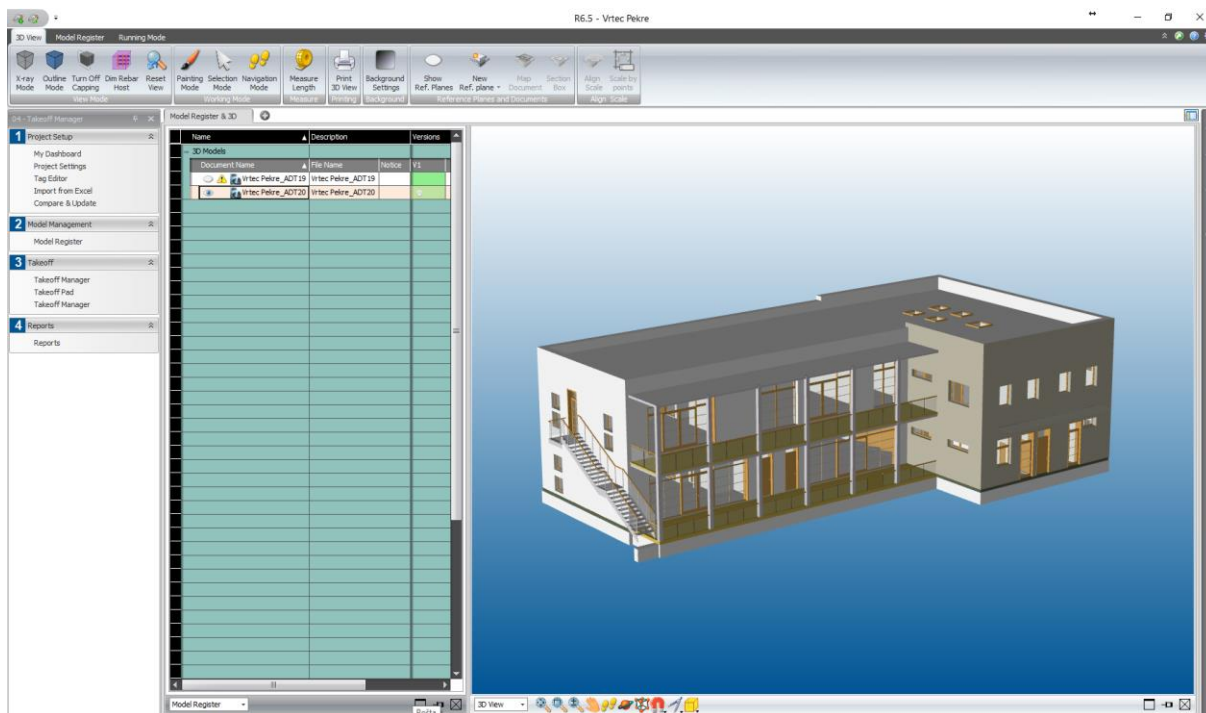 R6.5 - Vrtec Pekre
3D View Model Register Running Mode
X-ray Mode Outline Mode Turn Off Capping Dim Rebar Host Reset View
Painting Mode Selection Mode Navigation Mode
Measure Length
Print 3D View
Background Settings
Show Ref. Planes New Ref. plane Map Document Section Box
Align Scale Scale by points
View Mode Working Mode Measure Printing Background Reference Planes and Documents Align Scale
04 - Takeoff Manager
1 Project Setup
My Dashboard
Project Settings
Tag Editor
Import from Excel
Compare & Update
2 Model Management
Model Register
3 Takeoff
Takeoff Manager
Takeoff Pad
Takeoff Manager
4 Reports
Reports
Model Register & 3D
Name Description Versions
3D Models
Document Name File Name Notice V1
Vrtec Pekre_ADT19 Vrtec Pekre_ADT19
Vrtec Pekre_ADT20 Vrtec Pekre_ADT20
Model Register
3D View